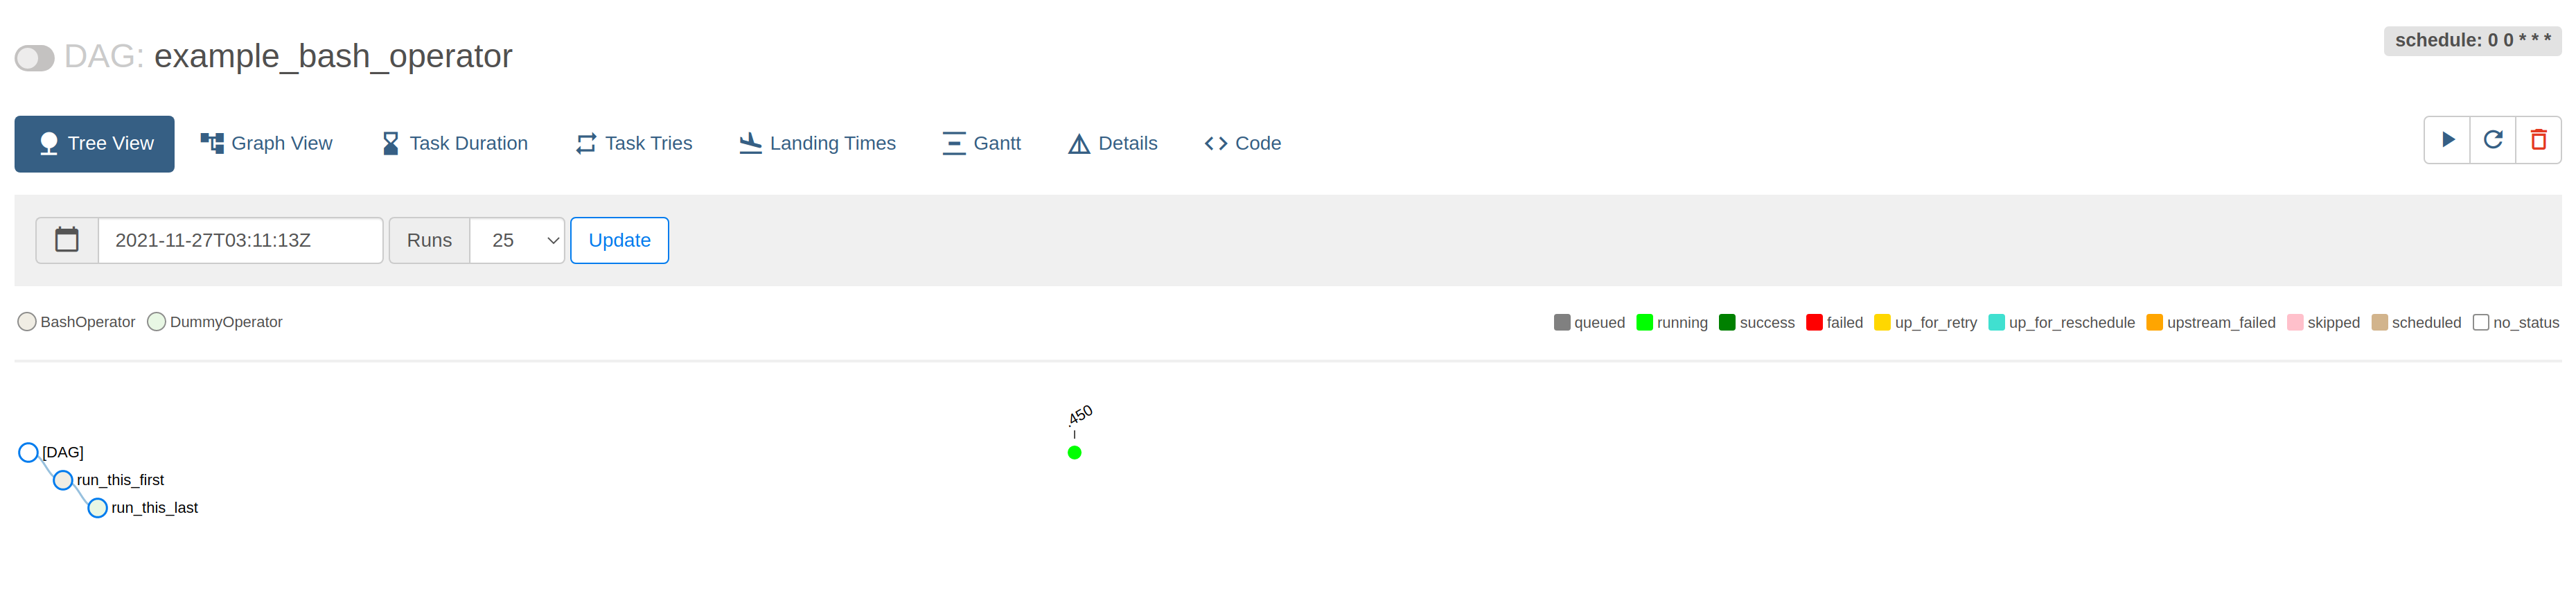 DAG: example_bash_operator
schedule: 0 0 * * *
Tree View Graph View Task Duration Task Tries Landing Times Gantt Details Code
2021-11-27T03:11:13Z Runs 25 Update
BashOperator DummyOperator
queued running success failed up_for_retry up_for_reschedule upstream_failed skipped scheduled no_status
.450
[DAG]
run_this_first
run_this_last